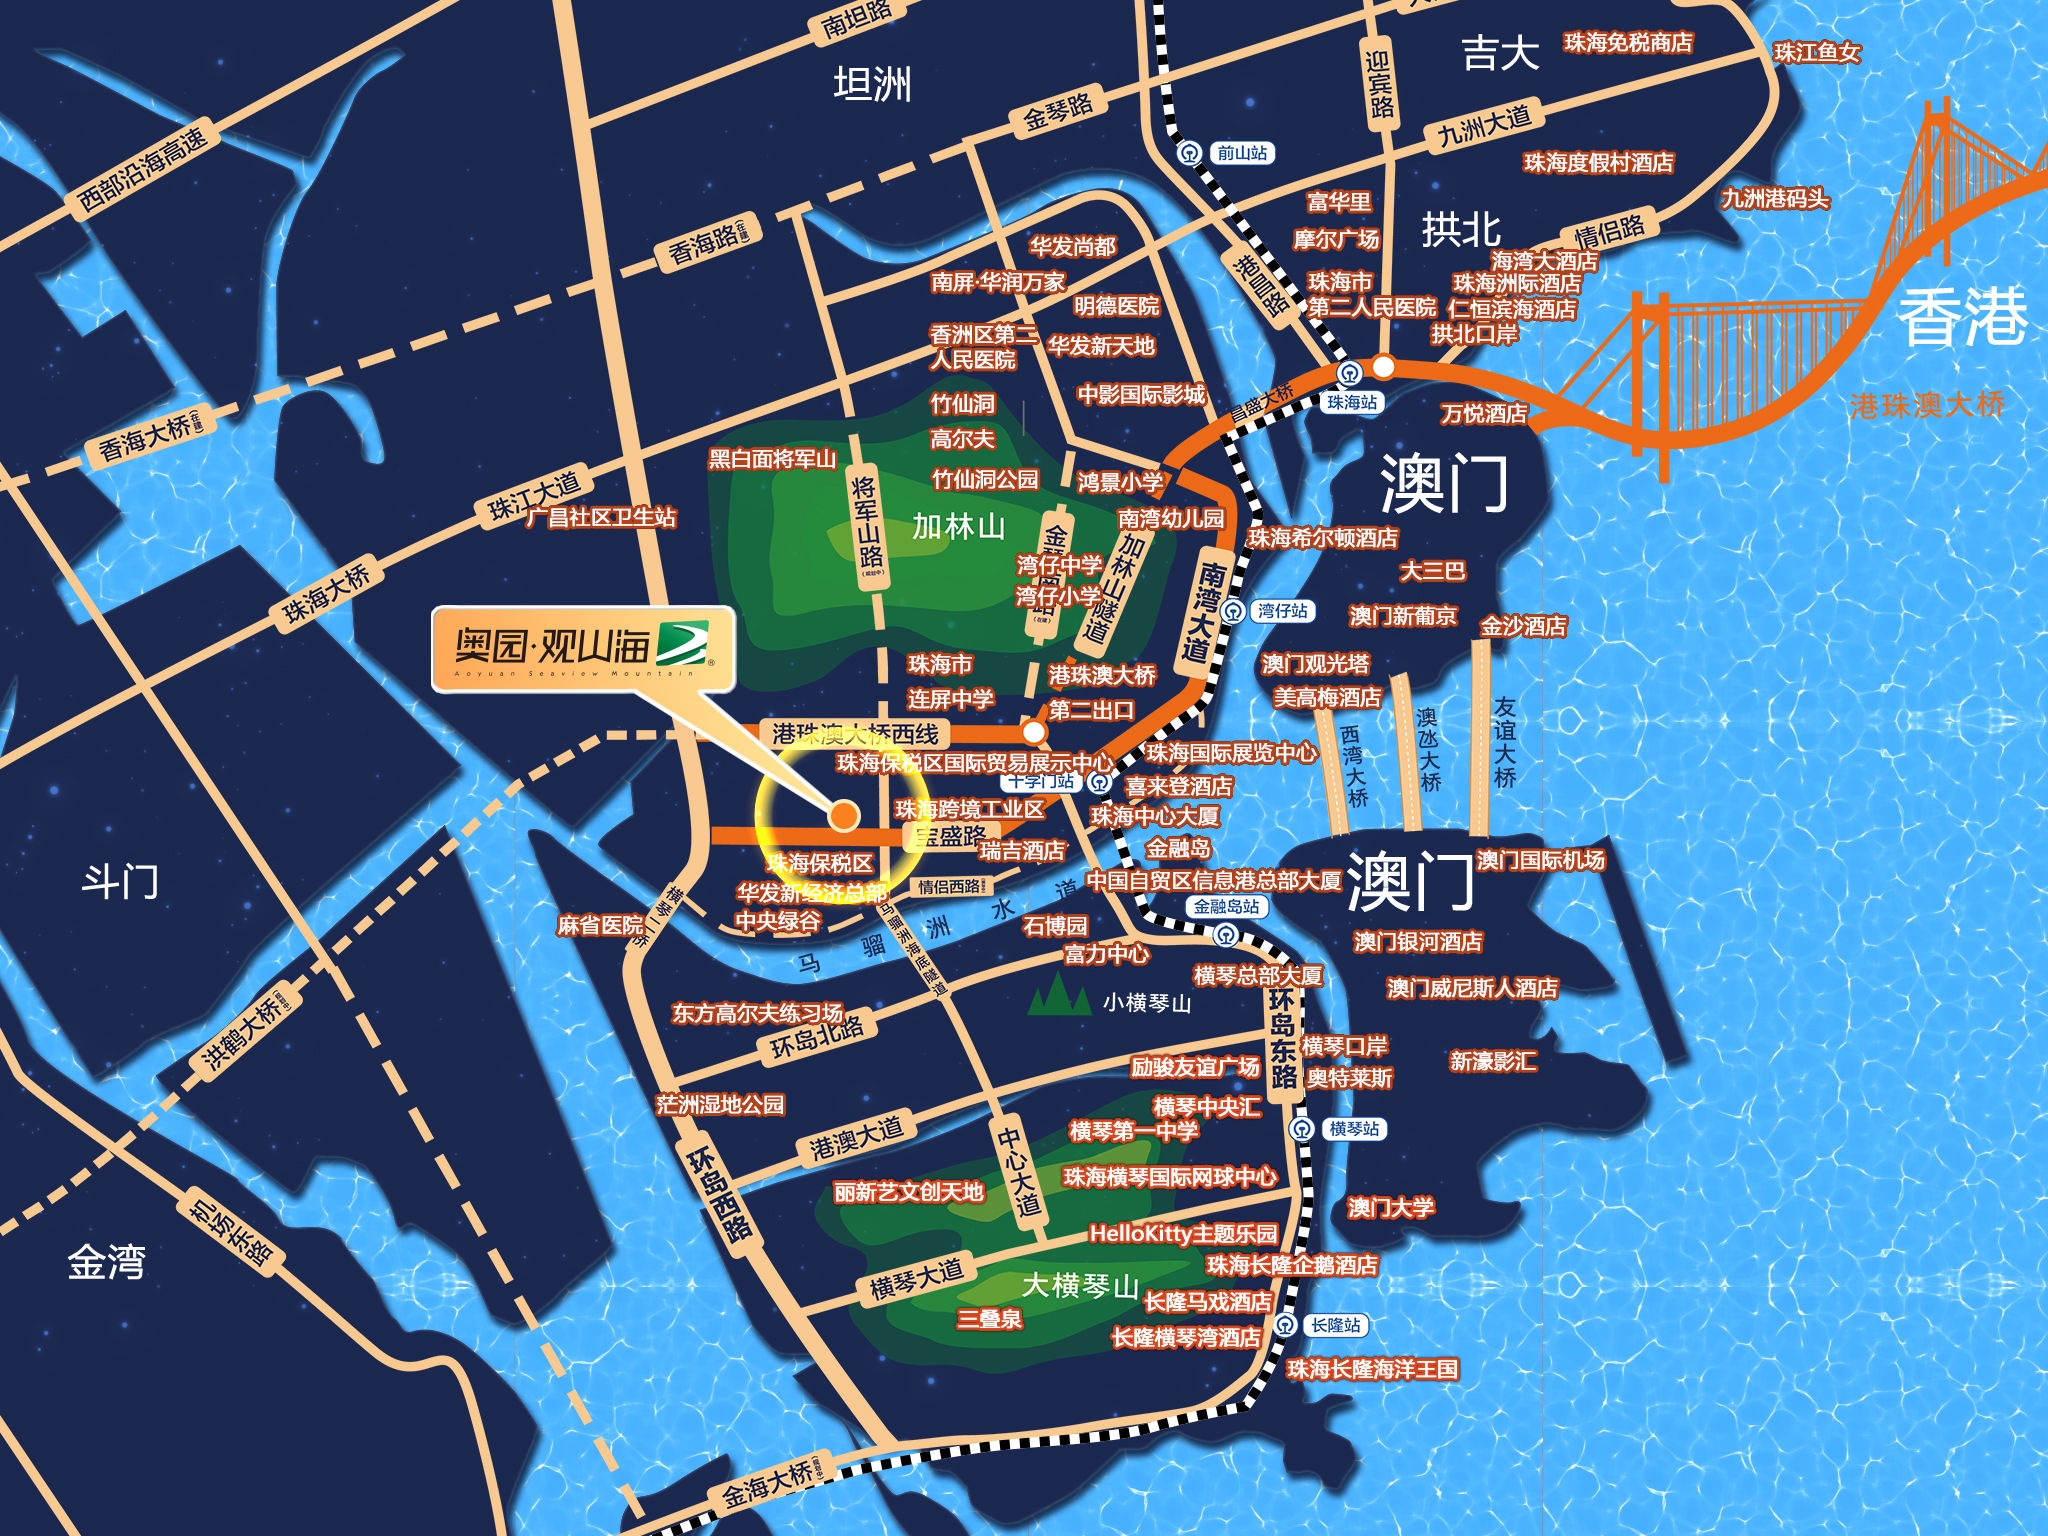 南坦路
坦洲
金琴路
迎宾路
吉大
珠海免税商店
珠江鱼女
九洲大道
前山站
珠海度假村酒店
西部沿海高速
富华里
九洲港码头
摩尔广场
拱北
情侣路
香海路(在建)
华发尚都
港昌路
海湾大酒店
南屏·华润万家
珠海市
第二人民医院
珠海洲际酒店
明德医院
仁恒滨海酒店
香港
香洲区第二
人民医院
华发新天地
拱北口岸
中影国际影城
昌盛大桥
珠海站
万悦酒店
港珠澳大桥
竹仙洞
高尔夫
香海大桥(在建)
黑白面将军山
竹仙洞公园
鸿景小学
澳门
珠江大道
广昌社区卫生站
将军山路(规划中)
加林山
南湾幼儿园
珠海希尔顿酒店
湾仔中学
湾仔小学
加林山隧道
南湾大道
大三巴
珠海大桥
湾仔站
澳门新葡京
金沙酒店
奥园·观山海
Aoyuan Seaview Mountain
珠海市
连屏中学
港珠澳大桥
第二出口
澳门观光塔
美高梅酒店
西湾大桥
澳氹大桥
友谊大桥
港珠澳大桥西线
珠海保税区国际贸易展示中心
珠海国际展览中心
十字门站
喜来登酒店
珠海跨境工业区
珠海中心大厦
宝盛路
瑞吉酒店
金融岛
珠海保税区
澳门
澳门国际机场
斗门
华发新经济总部
情侣西路
中国自贸区信息港总部大厦
横琴二桥
麻省医院
中央绿谷
马骝洲水道
马骝洲海底隧道
金融岛站
石博园
富力中心
澳门银河酒店
横琴总部大厦
澳门威尼斯人酒店
小横琴山
东方高尔夫练习场
环岛北路
环岛东路
洪鹤大桥(规划中)
横琴口岸
新濠影汇
励骏友谊广场
奥特莱斯
茫洲湿地公园
横琴中央汇
港澳大道
中心大道
横琴第一中学
横琴站
环岛西路
丽新艺文创天地
珠海横琴国际网球中心
机场东路
澳门大学
金湾
HelloKitty主题乐园
横琴大道
大横琴山
珠海长隆企鹅酒店
长隆马戏酒店
三叠泉
长隆横琴湾酒店
长隆站
珠海长隆海洋王国
金海大桥(规划中)